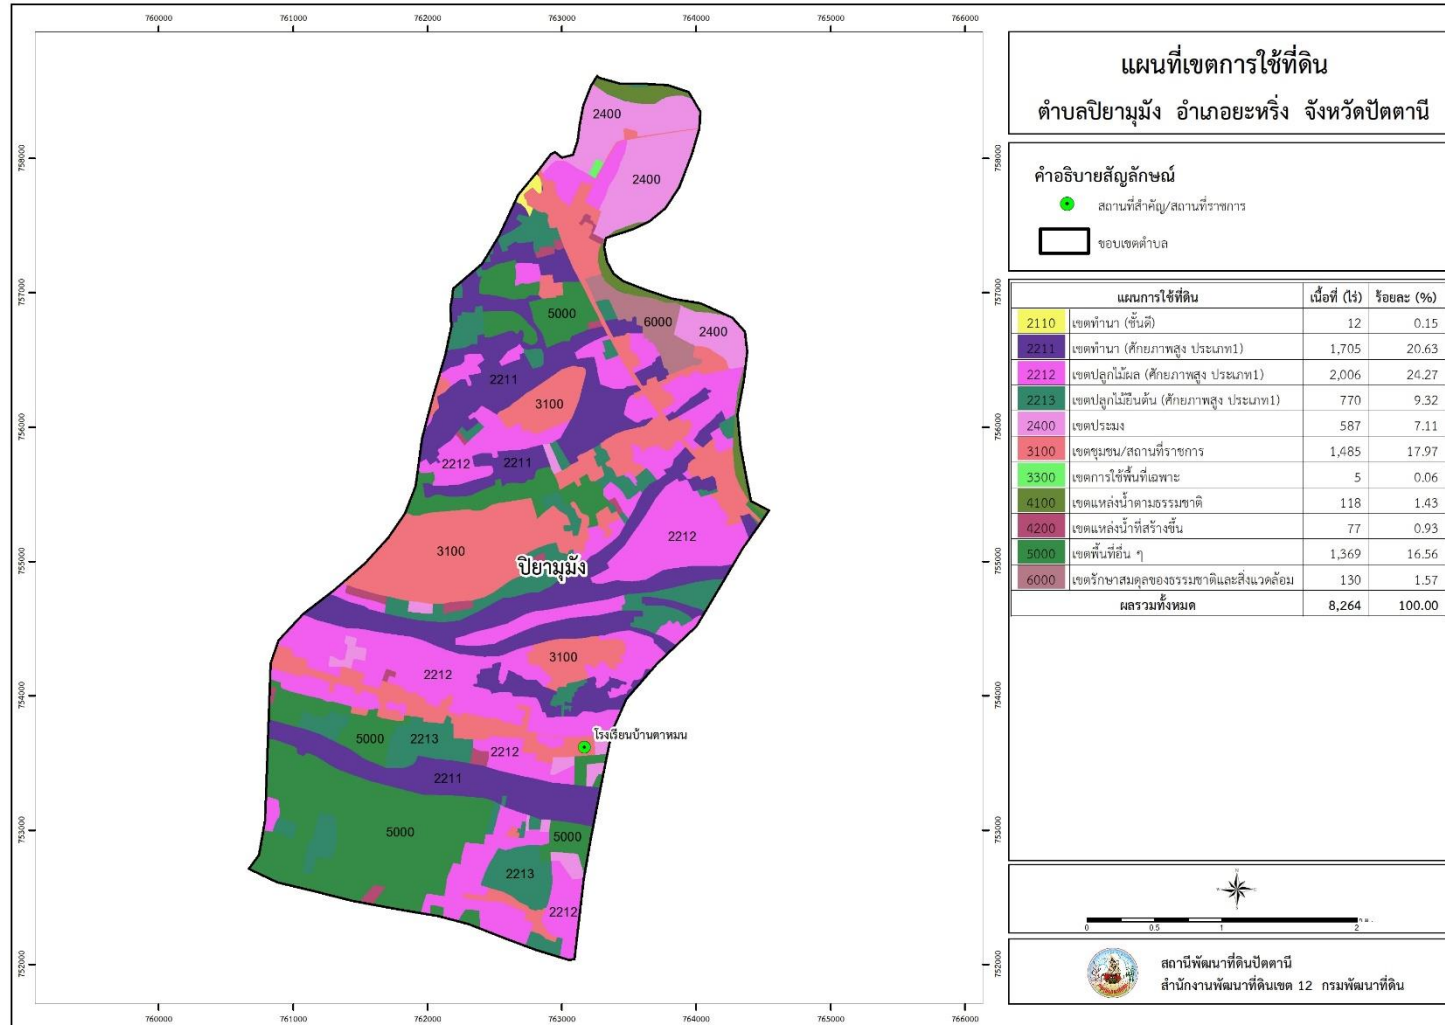 แผนที่เขตการใช้ที่ดิน
ตำบลปิยามุมัง อำเภอยะหริ่ง จังหวัดปัตตานี
คำอธิบายสัญลักษณ์
สถานที่สำคัญ/สถานที่ราชการ
ขอบเขตตำบล
แผนการใช้ที่ดิน เนื้อที่ (ไร่) ร้อยละ (%)
2110 เขตทำนา (ชั้นดี) 12 0.15
2211 เขตทำนา (ศักยภาพสูง ประเภท1) 1,705 20.63
2212 เขตปลูกไม้ผล (ศักยภาพสูง ประเภท1) 2,006 24.27
2213 เขตปลูกไม้ยืนต้น (ศักยภาพสูง ประเภท1) 770 9.32
2400 เขตประมง 587 7.11
3100 เขตชุมชน/สถานที่ราชการ 1,485 17.97
3300 เขตการใช้พื้นที่เฉพาะ 5 0.06
4100 เขตแหล่งน้ำตามธรรมชาติ 118 1.43
4200 เขตแหล่งน้ำที่สร้างขึ้น 77 0.93
5000 เขตพื้นที่อื่น ๆ 1,369 16.56
6000 เขตรักษาสมดุลของธรรมชาติและสิ่งแวดล้อม 130 1.57
ผลรวมทั้งหมด 8,264 100.00
0 0.5 1 2
สถานีพัฒนาที่ดินปัตตานี
สำนักงานพัฒนาที่ดินเขต 12 กรมพัฒนาที่ดิน
760000 761000 762000 763000 764000 765000 766000
758000 758000
757000 757000
756000 756000
755000 755000
754000 754000
753000 753000
752000 752000
760000 761000 762000 763000 764000 765000 766000
2400
2400
5000 6000 2400
2211
3100
2212 2211
2212
3100
ปิยามุมัง
3100
2212
โรงเรียนบ้านตาหมน
5000 2213 2212
2211
5000 5000
2213
2212